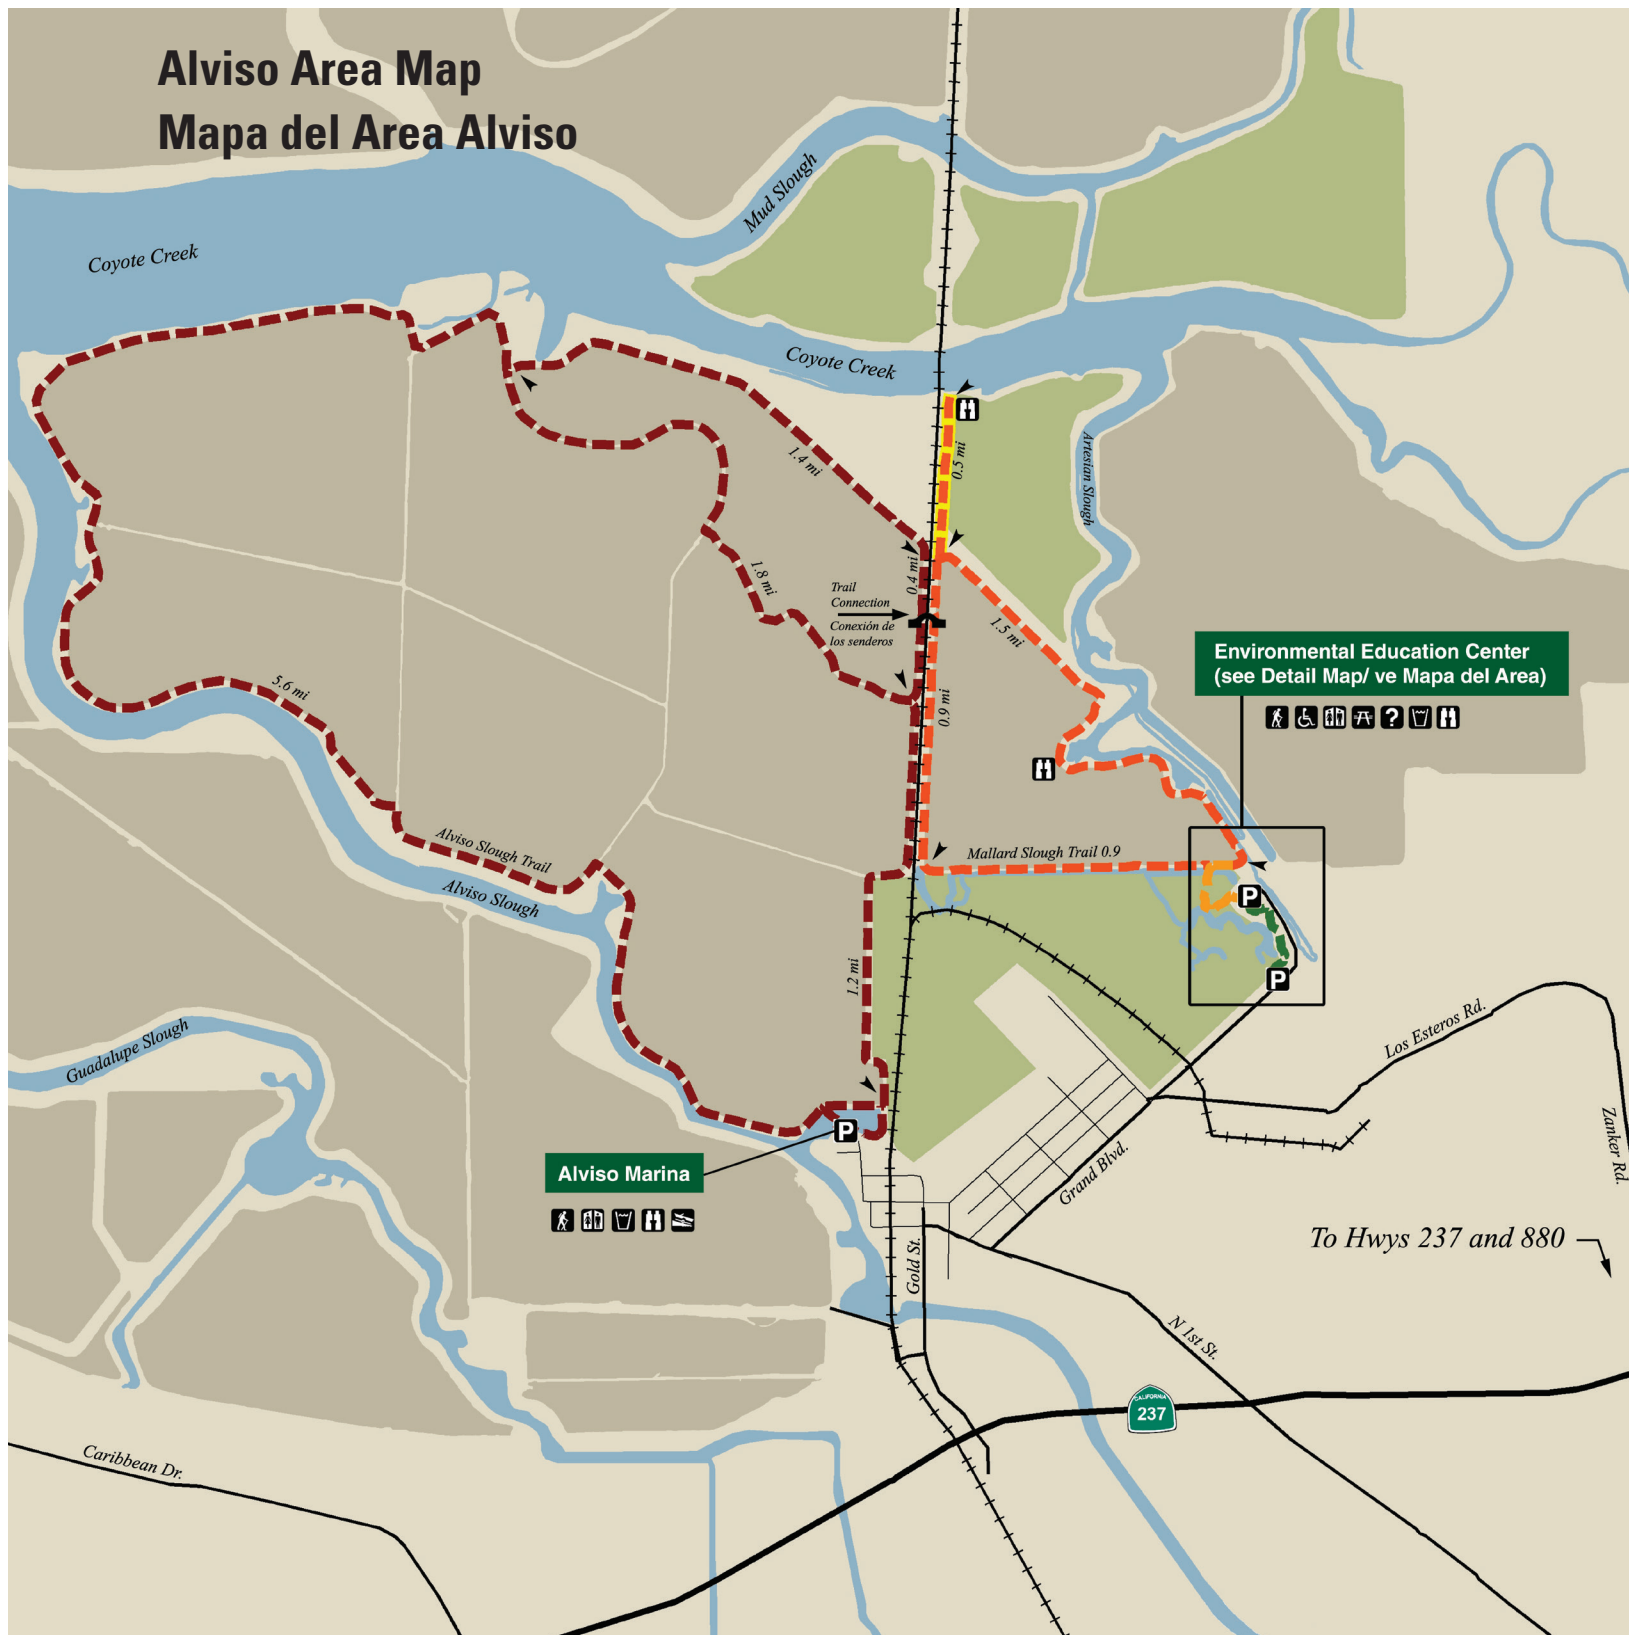 Alviso Area Map
Mapa del Area Alviso
Mud Slough
Coyote Creek
Coyote Creek
Artesian Slough
0.5 mi
1.4 mi
0.4 mi
1.8 mi
Trail
Connection
Conexión de
los senderos
1.5 mi
Environmental Education Center
(see Detail Map/ ve Mapa del Area)
?
5.6 mi
0.9 mi
Alviso Slough Trail
Mallard Slough Trail 0.9
Alviso Slough
P
P
1.2 mi
Guadalupe Slough
Los Esteros Rd.
Zanker Rd.
P
Alviso Marina
Grand Blvd.
Gold St.
To Hwys 237 and 880
N 1st St.
CALIFORNIA
237
Caribbean Dr.